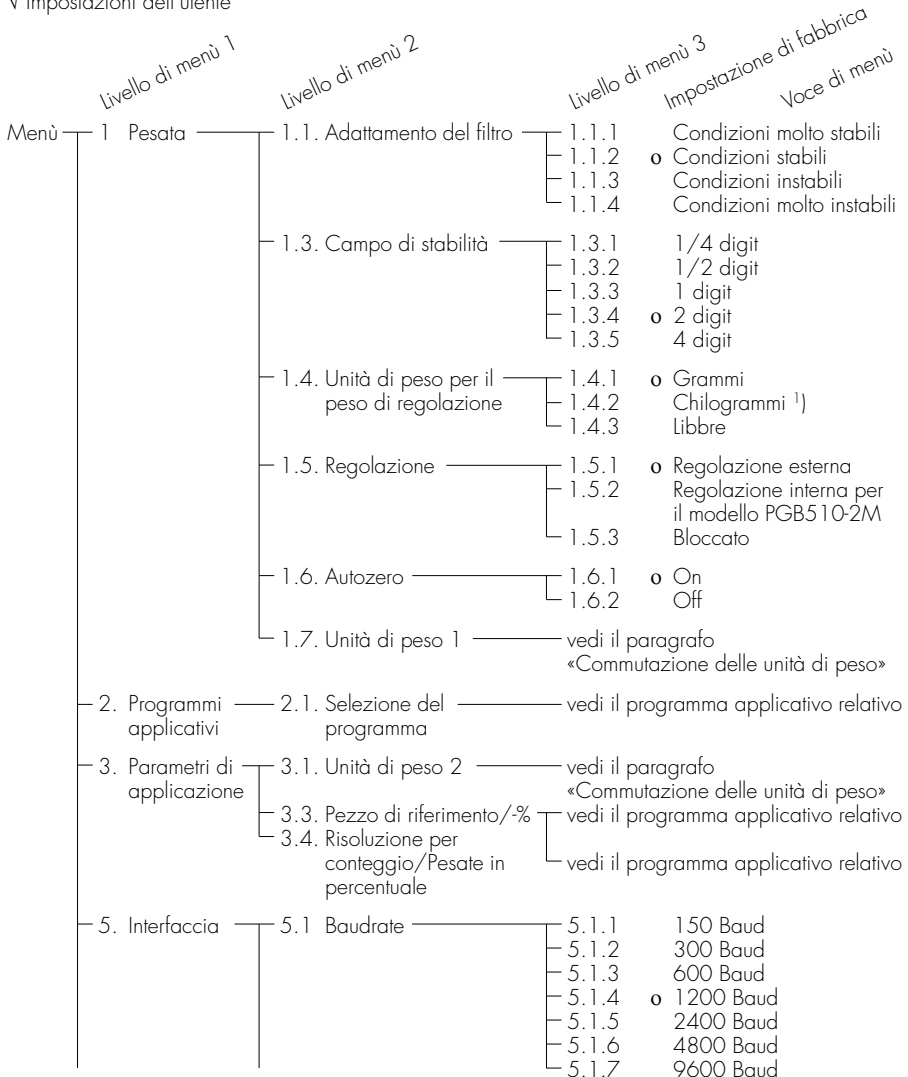 √ Impostazioni dell'utente
Livello di menù 1 Livello di menù 2 Livello di menù 3 Impostazione di fabbrica Voce di menù
Menù 1 Pesata 1.1. Adattamento del filtro 1.1.1 Condizioni molto stabili
1.1.2 o Condizioni stabili
1.1.3 Condizioni instabili
1.1.4 Condizioni molto instabili
1.3. Campo di stabilità 1.3.1 1/4 digit
1.3.2 1/2 digit
1.3.3 1 digit
1.3.4 o 2 digit
1.3.5 4 digit
1.4. Unità di peso per il 1.4.1 o Grammi
peso di regolazione 1.4.2 Chilogrammi 1)
1.4.3 Libbre
1.5. Regolazione 1.5.1 o Regolazione esterna
1.5.2 Regolazione interna per
il modello PGB510-2M
1.5.3 Bloccato
1.6. Autozero 1.6.1 o On
1.6.2 Off
1.7. Unità di peso 1 vedi il paragrafo
«Commutazione delle unità di peso»
2. Programmi 2.1. Selezione del vedi il programma applicativo relativo
applicativi programma
3. Parametri di 3.1. Unità di peso 2 vedi il paragrafo
applicazione «Commutazione delle unità di peso»
3.3. Pezzo di riferimento/-% vedi il programma applicativo relativo
3.4. Risoluzione per
conteggio/Pesate in vedi il programma applicativo relativo
percentuale
5. Interfaccia 5.1 Baudrate 5.1.1 150 Baud
5.1.2 300 Baud
5.1.3 600 Baud
5.1.4 o 1200 Baud
5.1.5 2400 Baud
5.1.6 4800 Baud
5.1.7 9600 Baud